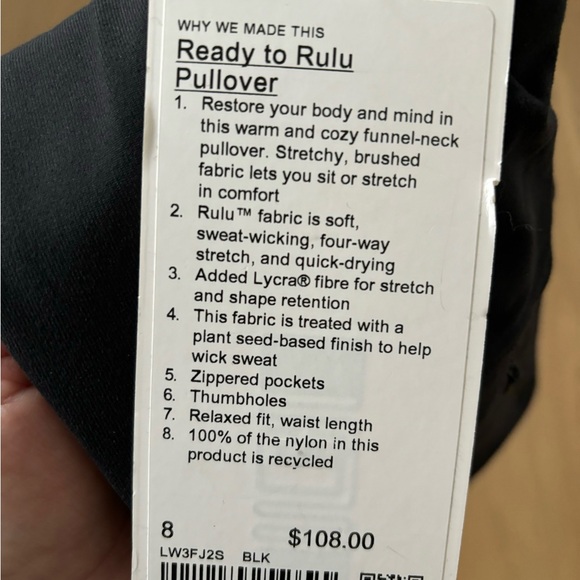 WHY WE MADE THIS
Ready to Rulu
Pullover
1. Restore your body and mind in
this warm and cozy funnel-neck
pullover. Stretchy, brushed
fabric lets you sit or stretch
in comfort
2. Rulu™ fabric is soft,
sweat-wicking, four-way
stretch, and quick-drying
3. Added Lycra® fibre for stretch
and shape retention
4. This fabric is treated with a
plant seed-based finish to help
wick sweat
5. Zippered pockets
6. Thumbholes
7. Relaxed fit, waist length
8. 100% of the nylon in this
product is recycled
8 $108.00
LW3FJ2S BLK